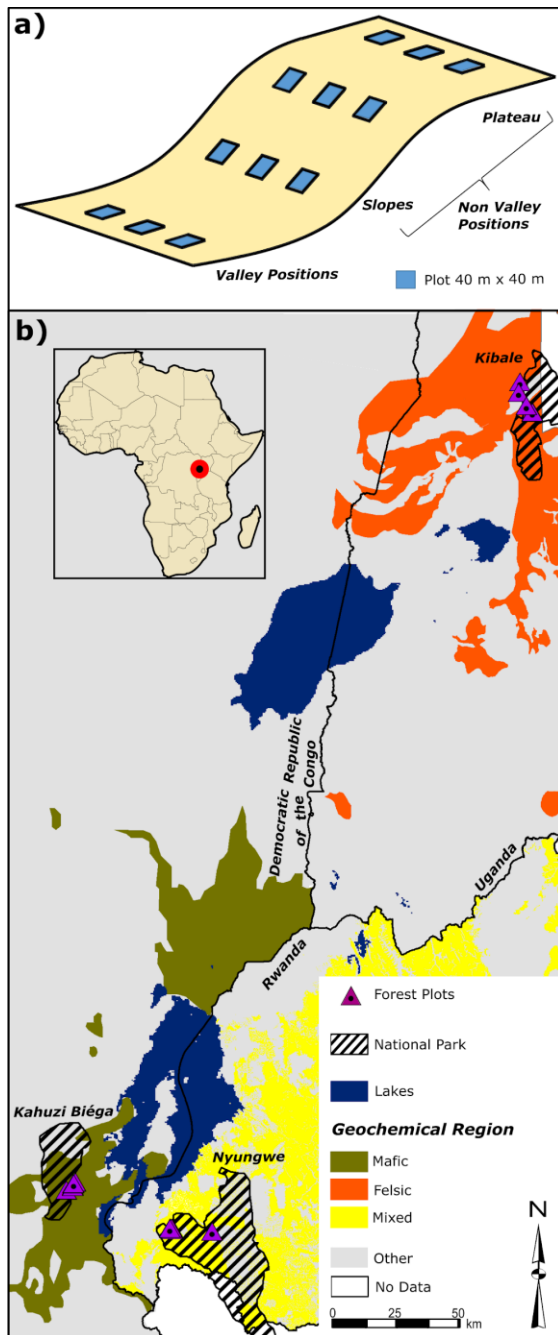 a)
Plateau
Slopes
Non Valley
Positions
Valley Positions
Plot 40 m x 40 m
b)
Kibale
Democratic Republic
of the Congo
Uganda
Rwanda
Forest Plots
National Park
Lakes
Kahuzi Biéga
Nyungwe
Geochemical Region
Mafic
Felsic
Mixed
Other
No Data
N
0 25 50
km